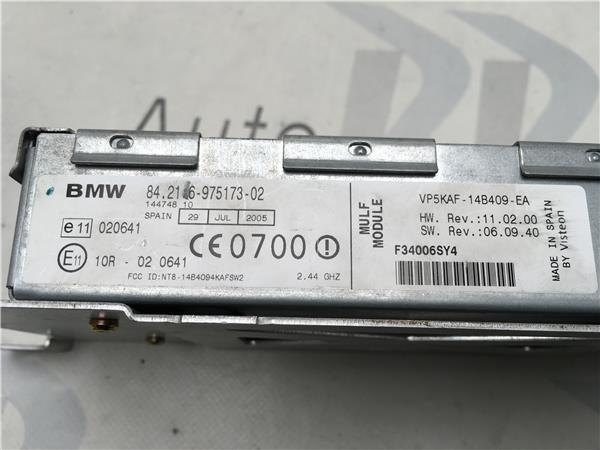 Auto
BMW 84.2146-975173-02
144748 10
SPAIN 29 JUL 2005
e11 020641
CE0700!
E11 10R - 02 0641
FCC ID:NT8-14B4094KAFSW2 2.44 GHZ
MULF
MODULE
VP5KAF-14B409-EA
HW. Rev.:11.02.00
SW. Rev.:06.09.40
F34006SY4
MADE IN SPAIN
BY Visteon